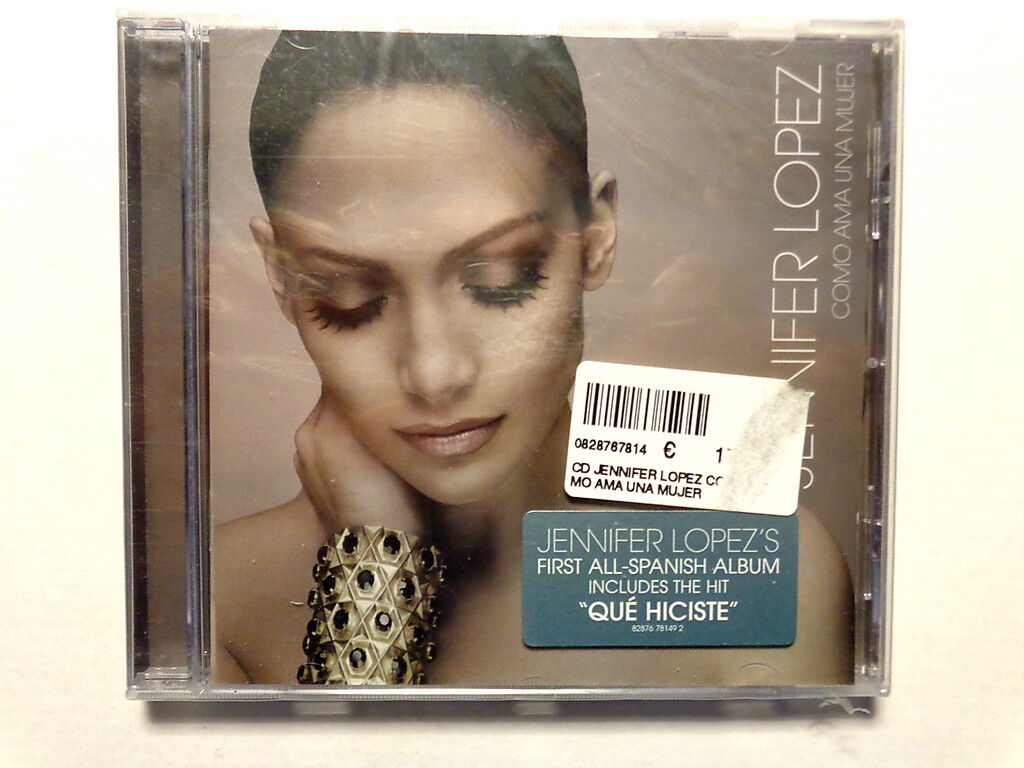 JENNIFER LOPEZ
COMO AMA UNA MUJER
0828767814 €
CD JENNIFER LOPEZ CO
MO AMA UNA MUJER
JENNIFER LOPEZ'S
FIRST ALL-SPANISH ALBUM
INCLUDES THE HIT
"QUÉ HICISTE"
82876 78149 2